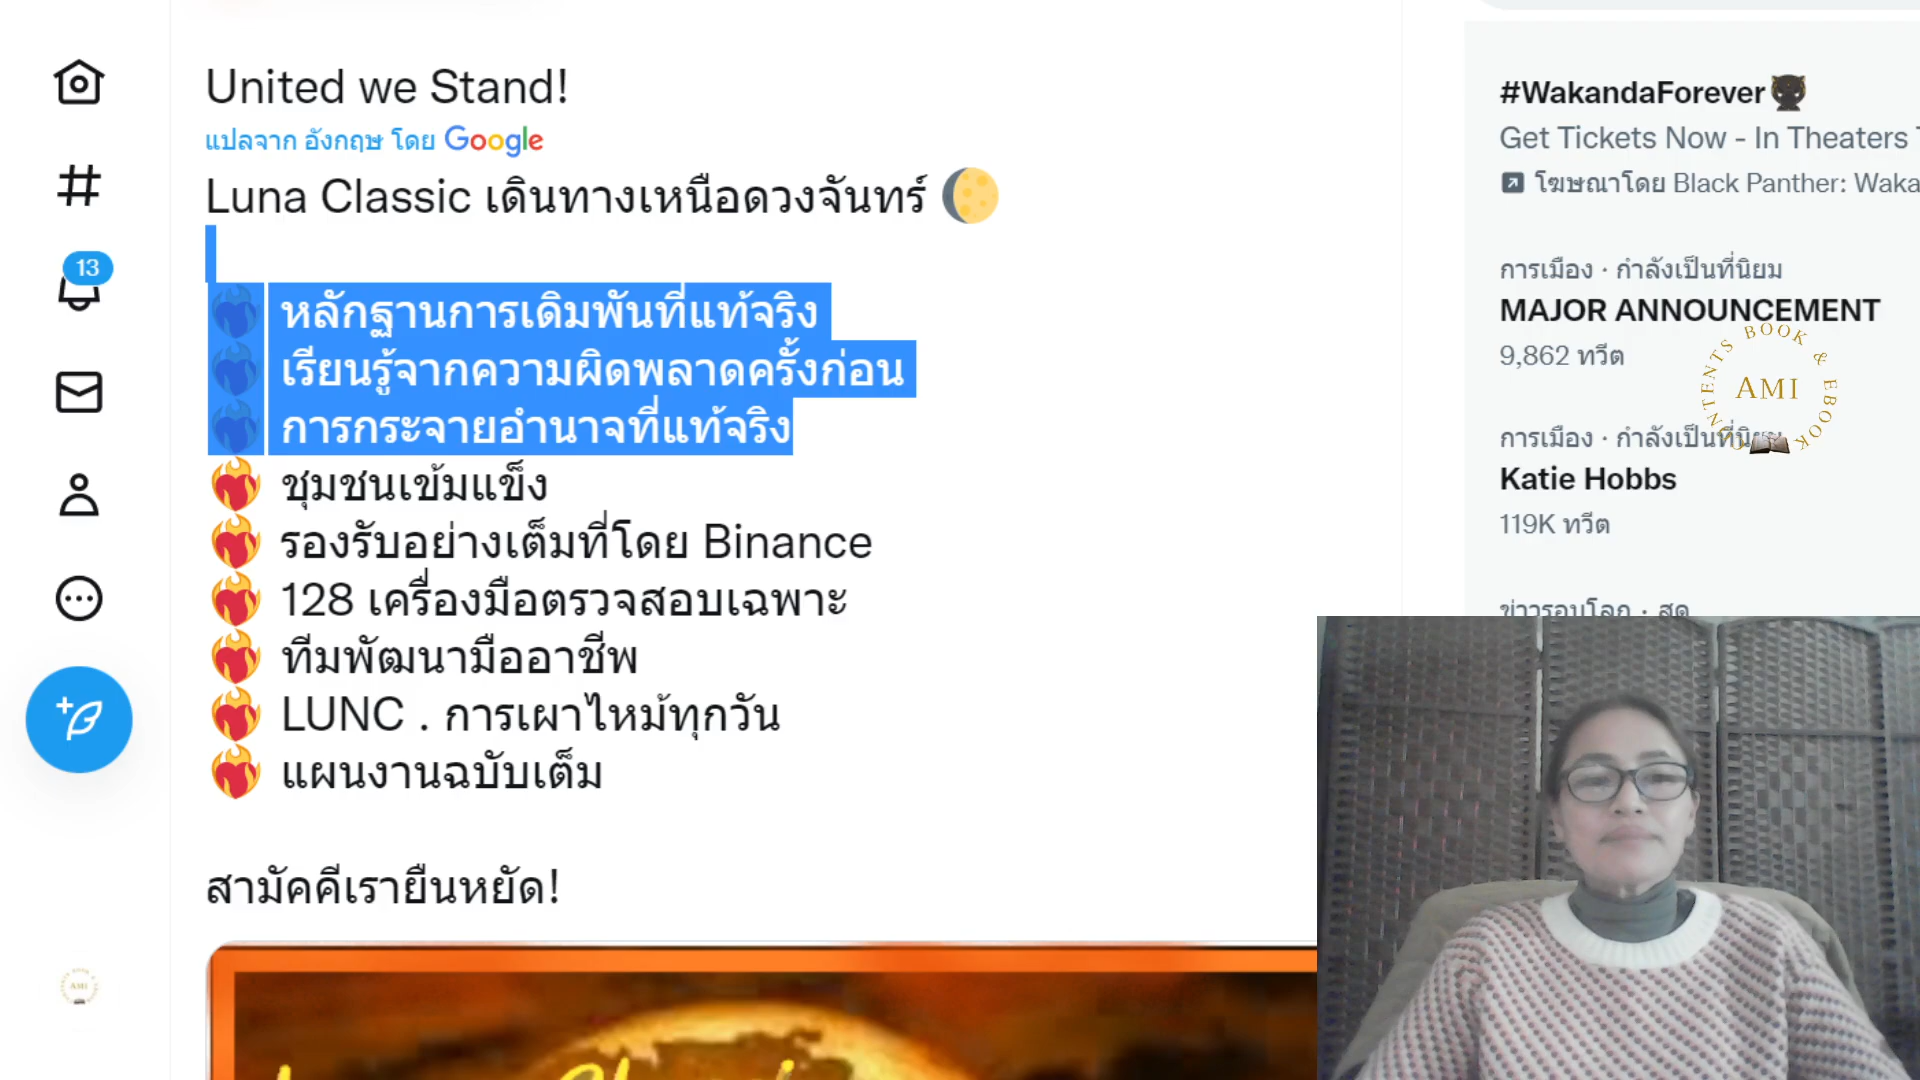 United we Stand!
แปลจาก อังกฤษ โดย Google
Luna Classic เดินทางเหนือดวงจันทร์
หลักฐานการเดิมพันที่แท้จริง
เรียนรู้จากความผิดพลาดครั้งก่อน
การกระจายอำนาจที่แท้จริง
ชุมชนเข้มแข็ง
รองรับอย่างเต็มที่โดย Binance
128 เครื่องมือตรวจสอบเฉพาะ
ทีมพัฒนามืออาชีพ
LUNC . การเผาไหม้ทุกวัน
แผนงานฉบับเต็ม
สามัคคีเรายืนหยัด!
13
#WakandaForever
Get Tickets Now - In Theaters
โฆษณาโดย Black Panther: Waka
การเมือง · กำลังเป็นที่นิยม
MAJOR ANNOUNCEMENT
9,862 ทวีต
การเมือง · กำลังเป็นที่นิยม
Katie Hobbs
119K ทวีต
ข่าวรอบโลก · สด
CONTENTS BOOK & EBOOK
AMI
AMI